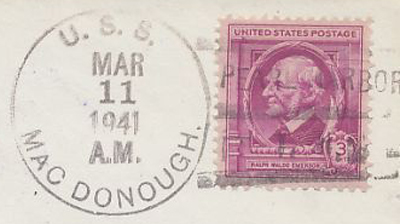 U. S. S.
MAR
11
1941
A.M.
MAC DONOUGH.
UNITED STATES POSTAGE
PEARL HARBOR
3¢
RALPH WALDO EMERSON